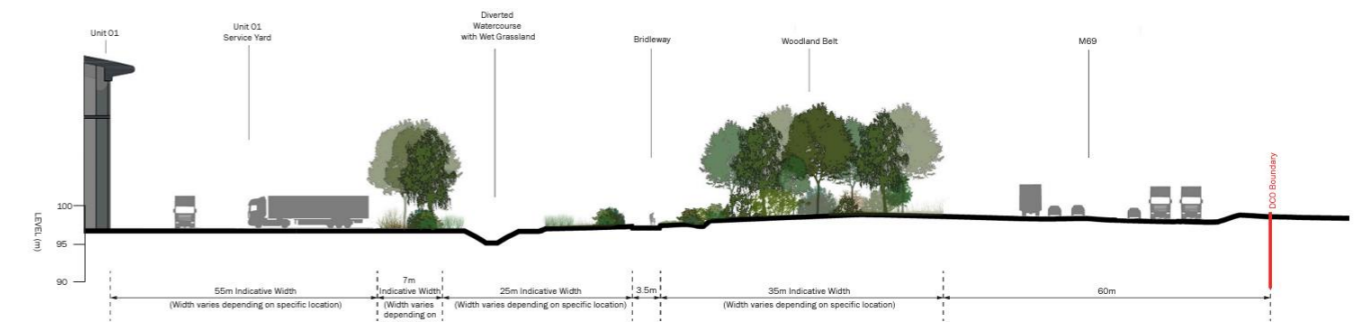 Unit 01
Unit 01
Service Yard
Diverted
Watercourse
with Wet Grassland
Bridleway
Woodland Belt
M69
DCO Boundary
LEVEL (m)
100
95
90
55m Indicative Width
(Width varies depending on specific location)
7m
Indicative Width
(Width varies
depending on
25m Indicative Width
(Width varies depending on specific location)
3.5m
35m Indicative Width
(Width varies depending on specific location)
60m